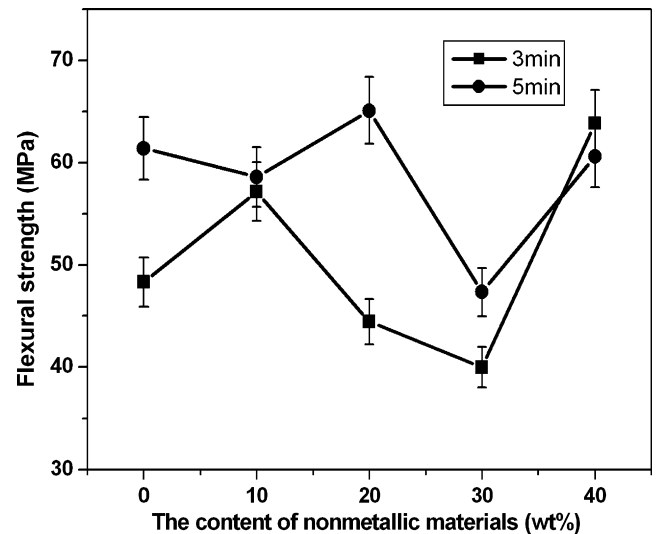 70
60
50
40
30
Flexural strength (MPa)
3min
5min
0 10 20 30 40
The content of nonmetallic materials (wt%)